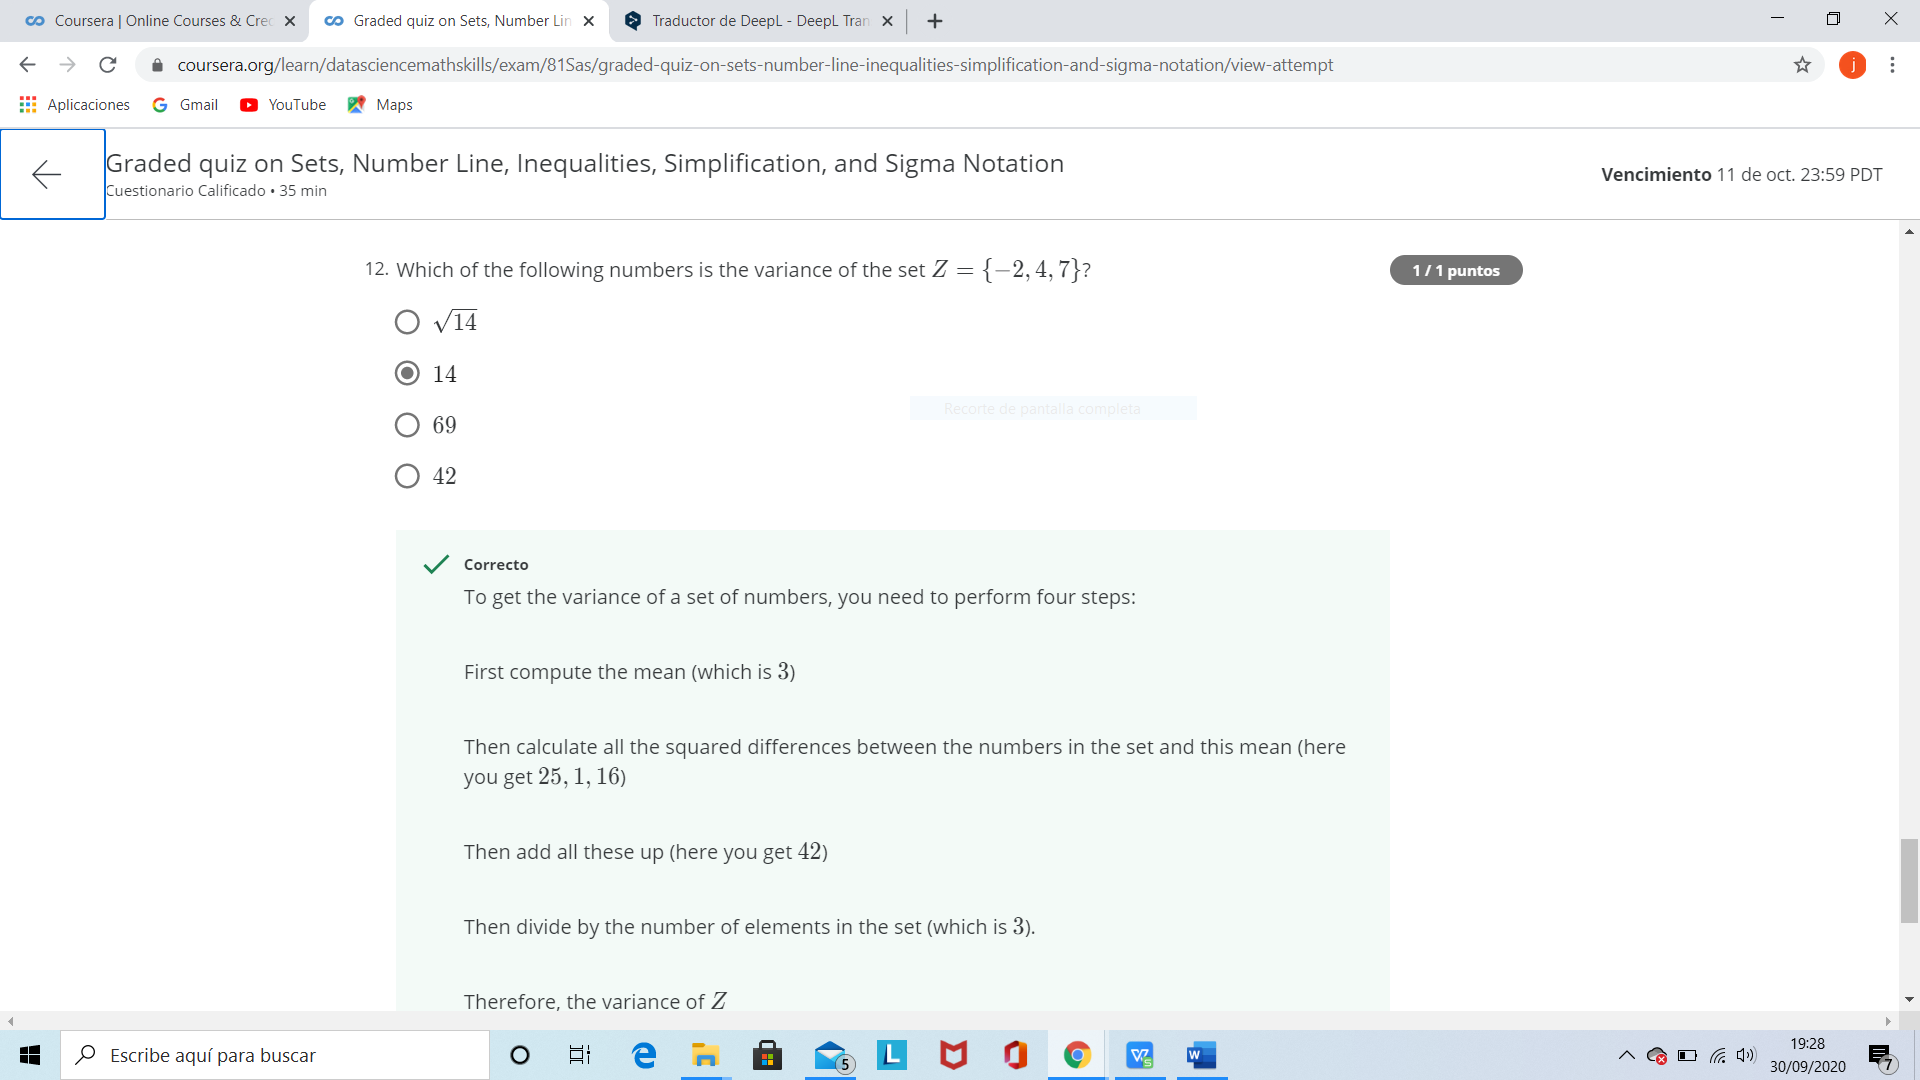 Coursera | Online Courses & Cre
Graded quiz on Sets, Number Lin
Traductor de DeepL - DeepL Tran
coursera.org/learn/datasciencemathskills/exam/81Sas/graded-quiz-on-sets-number-line-inequalities-simplification-and-sigma-notation/view-attempt
j
Aplicaciones
Gmail
YouTube
Maps
Graded quiz on Sets, Number Line, Inequalities, Simplification, and Sigma Notation
Cuestionario Calificado • 35 min
Vencimiento 11 de oct. 23:59 PDT
12. Which of the following numbers is the variance of the set Z = {−2, 4, 7}?
1 / 1 puntos
√14
14
Recorte de pantalla completa
69
42
Correcto
To get the variance of a set of numbers, you need to perform four steps:
First compute the mean (which is 3)
Then calculate all the squared differences between the numbers in the set and this mean (here
you get 25, 1, 16)
Then add all these up (here you get 42)
Then divide by the number of elements in the set (which is 3).
Therefore, the variance of Z
Escribe aquí para buscar
5
L
W
19:28
30/09/2020
7